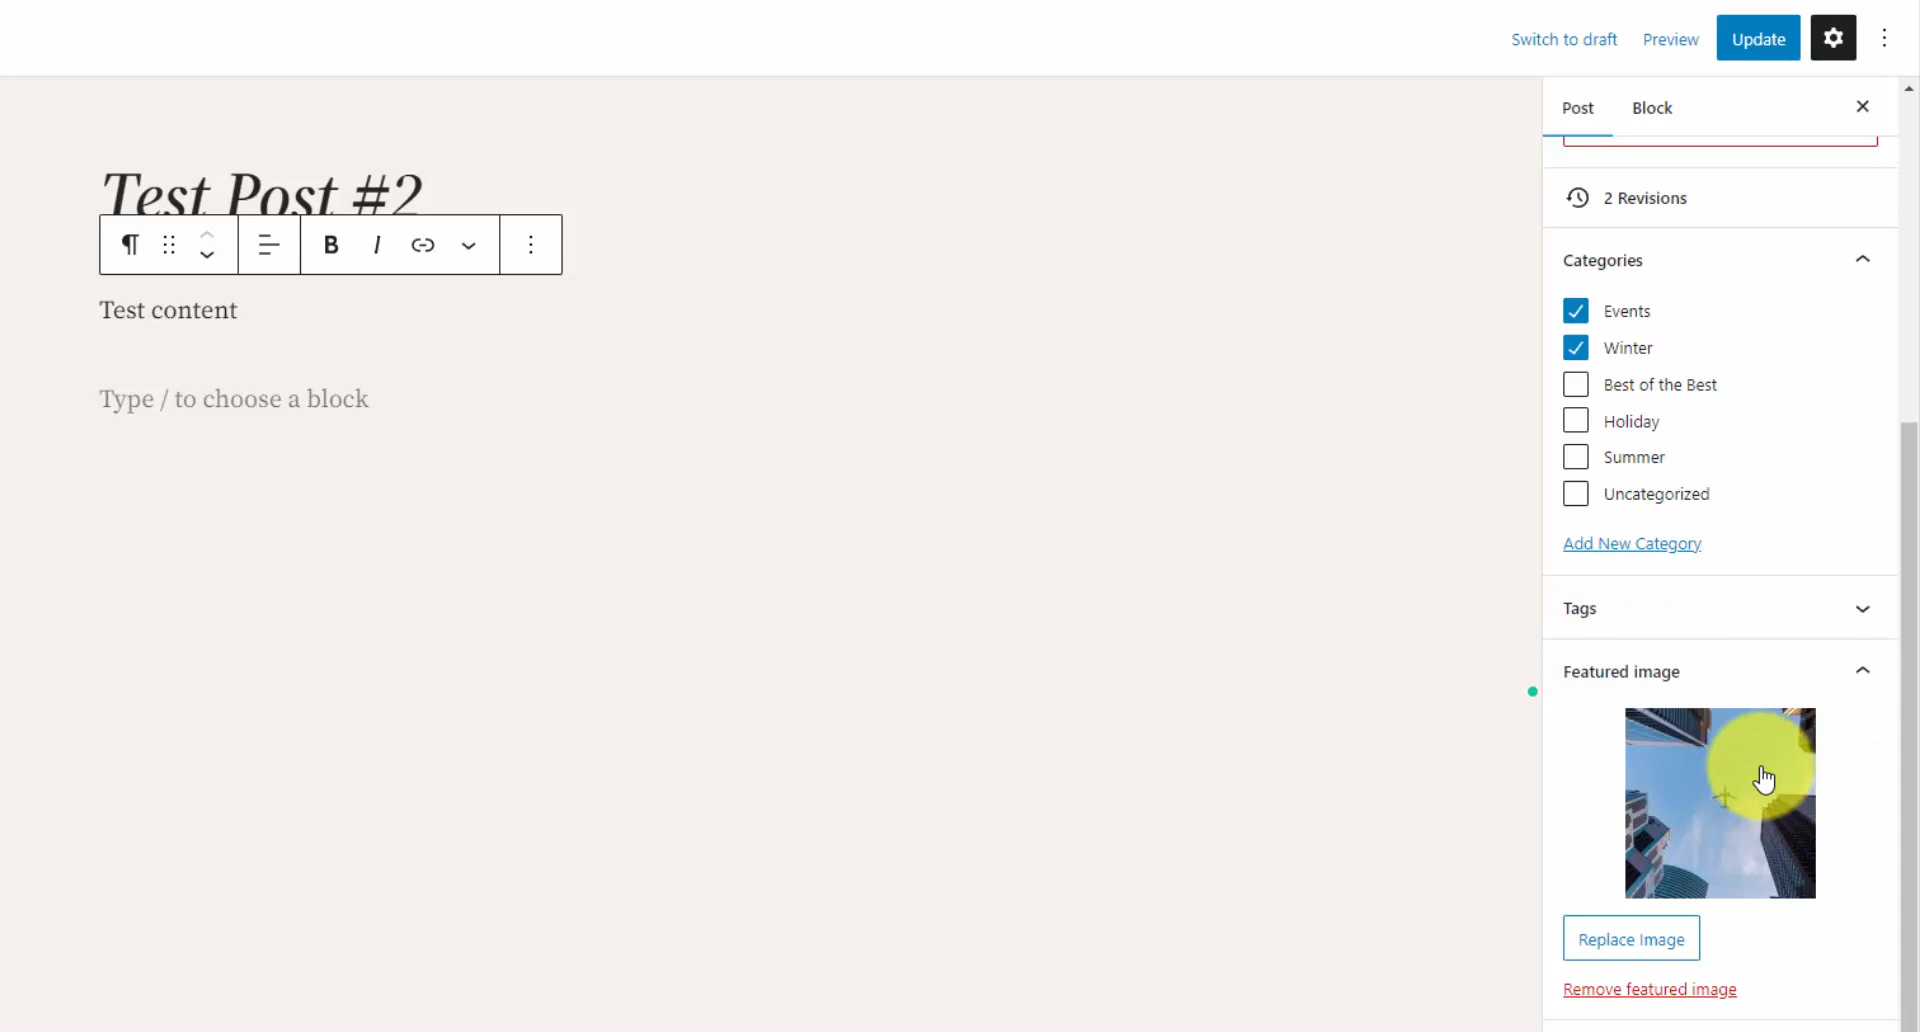 Switch to draft Preview Update
Post Block
Test Post #2
2 Revisions
B I
Categories
Test content
Events
Winter
Type / to choose a block
Best of the Best
Holiday
Summer
Uncategorized
Add New Category
Tags
Featured image
Replace Image
Remove featured image